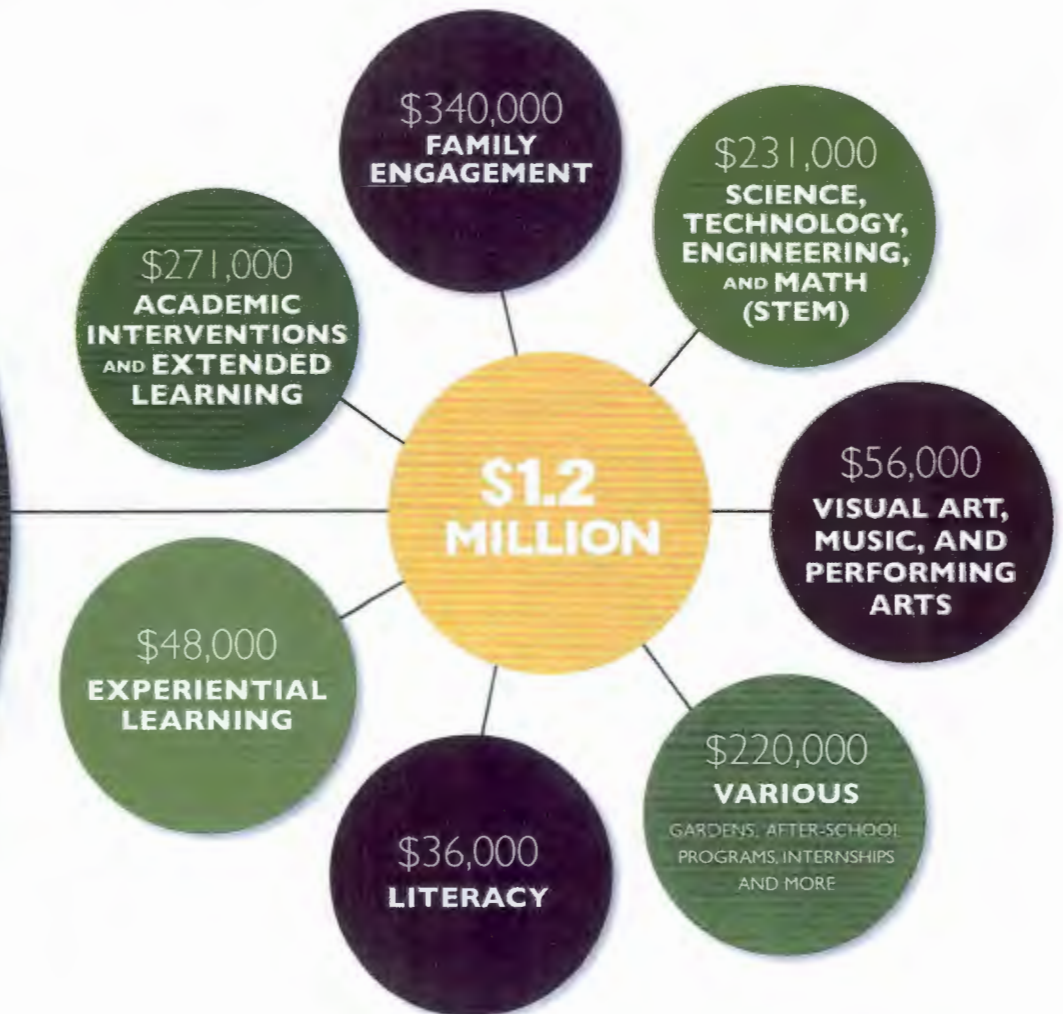 $340,000
FAMILY
ENGAGEMENT
$231,000
SCIENCE,
TECHNOLOGY,
ENGINEERING,
AND MATH
(STEM)
$271,000
ACADEMIC
INTERVENTIONS
AND EXTENDED
LEARNING
$1.2
MILLION
$56,000
VISUAL ART,
MUSIC, AND
PERFORMING
ARTS
$48,000
EXPERIENTIAL
LEARNING
$220,000
VARIOUS
GARDENS, AFTER-SCHOOL
PROGRAMS, INTERNSHIPS
AND MORE
$36,000
LITERACY